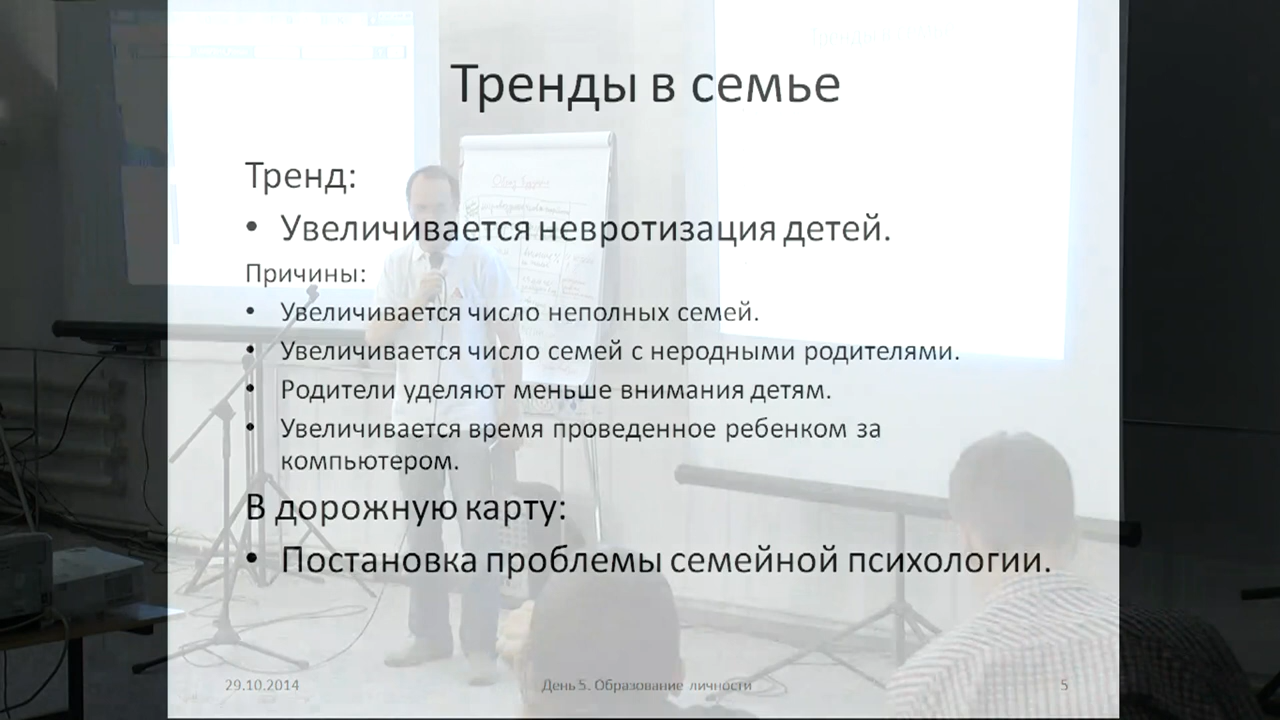 Тренды в семье
Тренд:
• Увеличивается невротизация детей.
Причины:
• Увеличивается число неполных семей.
• Увеличивается число семей с неродными родителями.
• Родители уделяют меньше внимания детям.
• Увеличивается время проведенное ребенком за
компьютером.
В дорожную карту:
• Постановка проблемы семейной психологии.
29.10.2014
День 5. Образование личности
5